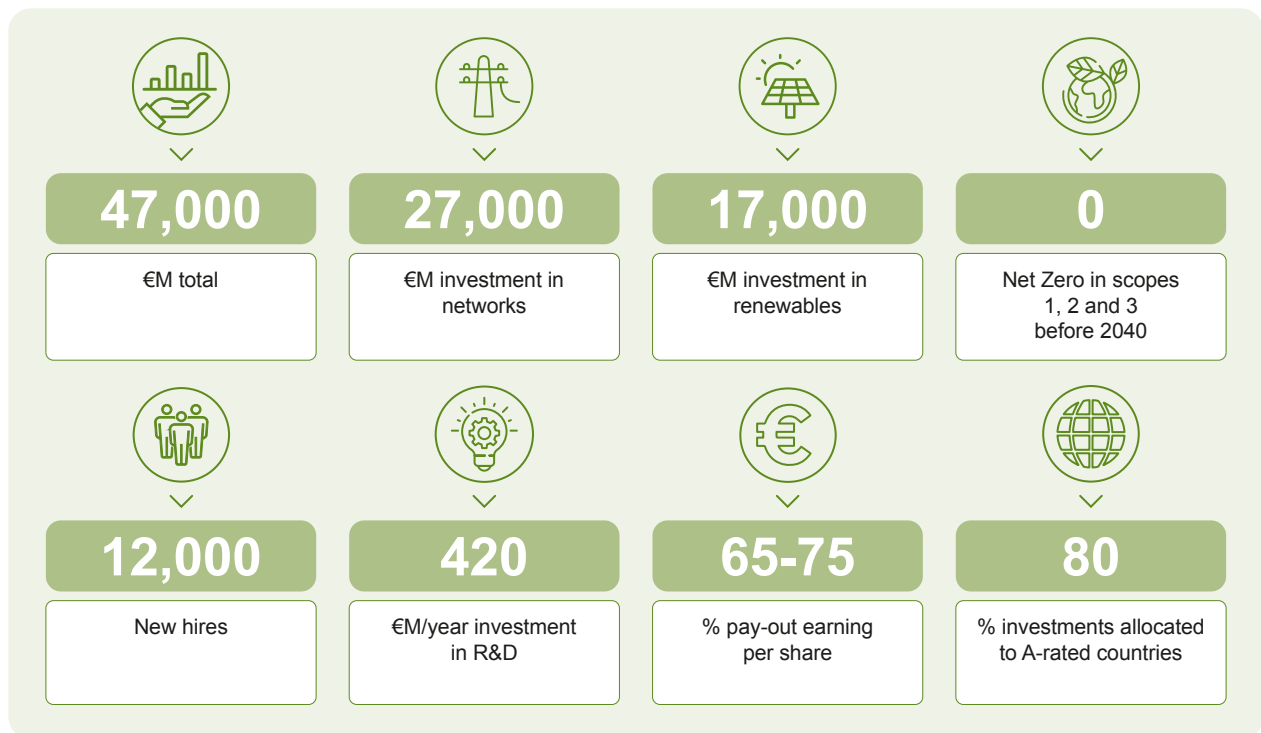 47,000
€M total
27,000
€M investment in
networks
17,000
€M investment in
renewables
0
Net Zero in scopes
1, 2 and 3
before 2040
12,000
New hires
420
€M/year investment
in R&D
65-75
% pay-out earning
per share
80
% investments allocated
to A-rated countries